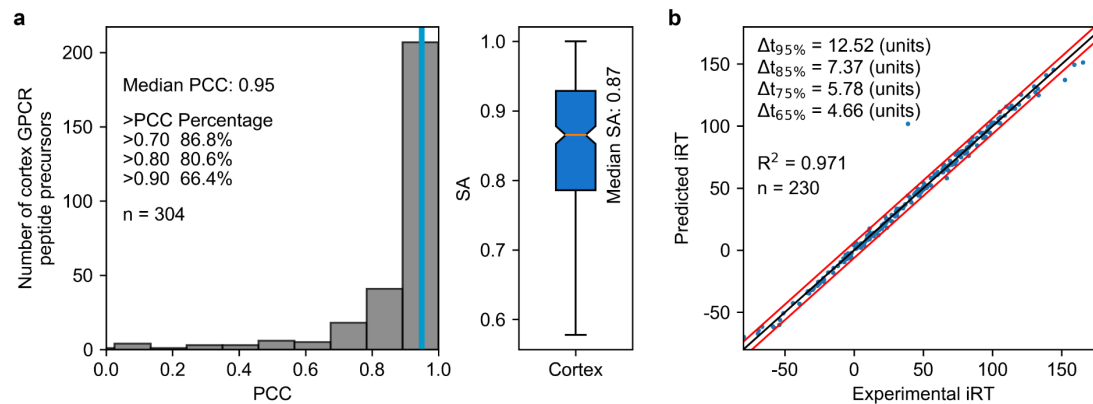 a
Number of cortex GPCR
peptide precursors
200
150
100
50
0
Median PCC: 0.95
>PCC Percentage
>0.70 86.8%
>0.80 80.6%
>0.90 66.4%
n = 304
0.0 0.2 0.4 0.6 0.8 1.0
PCC
SA
1.0
0.9
0.8
0.7
0.6
Median SA: 0.87
Cortex
b
Predicted iRT
150
100
50
0
-50
Δt95% = 12.52 (units)
Δt85% = 7.37 (units)
Δt75% = 5.78 (units)
Δt65% = 4.66 (units)
R² = 0.971
n = 230
-50 0 50 100 150
Experimental iRT